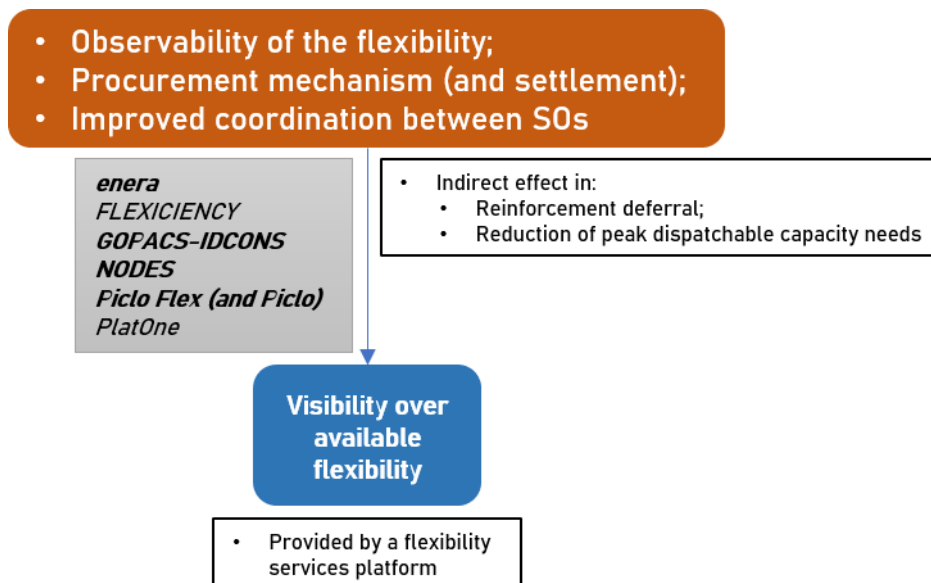 • Observability of the flexibility;
• Procurement mechanism (and settlement);
• Improved coordination between SOs
enera
FLEXICIENCY
GOPACS-IDCONS
NODES
Piclo Flex (and Piclo)
PlatOne
• Indirect effect in:
• Reinforcement deferral;
• Reduction of peak dispatchable capacity needs
Visibility over
available
flexibility
• Provided by a flexibility
services platform